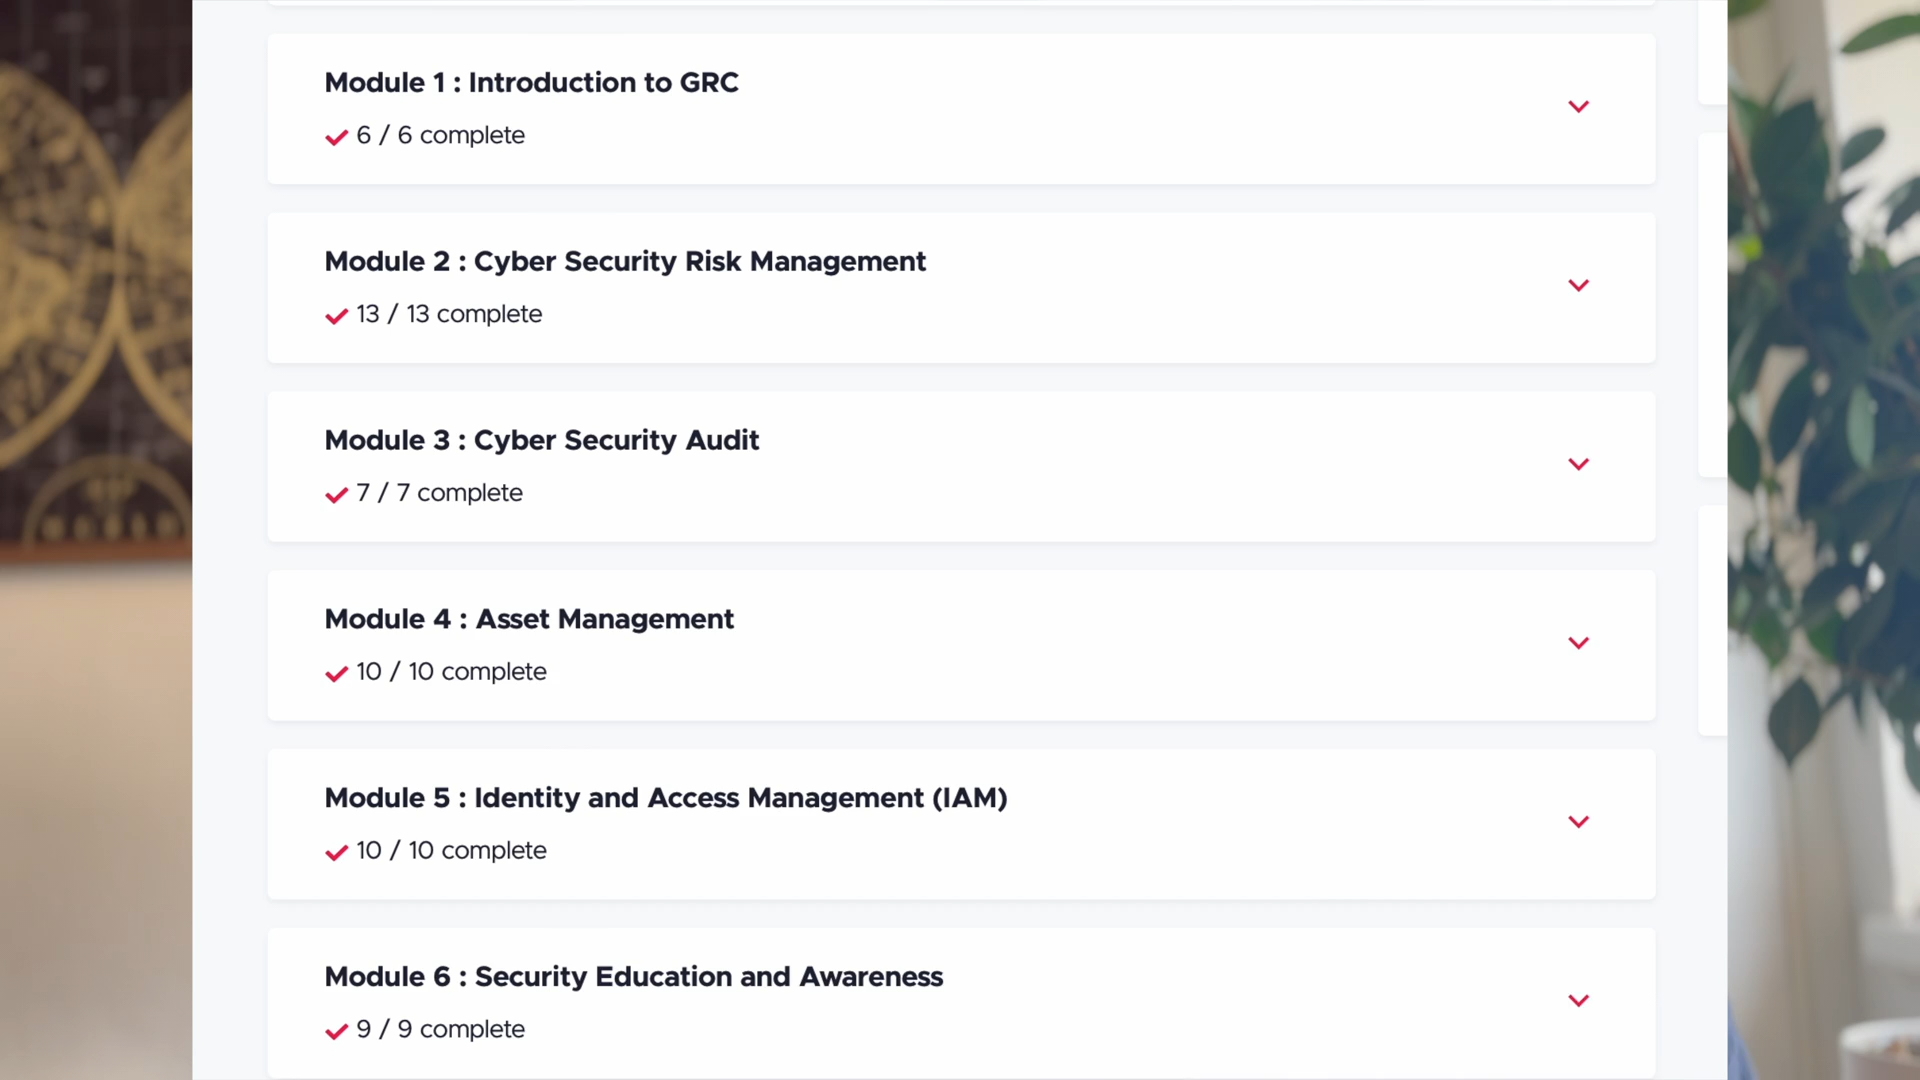 Module 1 : Introduction to GRC
6 / 6 complete
Module 2 : Cyber Security Risk Management
13 / 13 complete
Module 3 : Cyber Security Audit
7 / 7 complete
Module 4 : Asset Management
10 / 10 complete
Module 5 : Identity and Access Management (IAM)
10 / 10 complete
Module 6 : Security Education and Awareness
9 / 9 complete